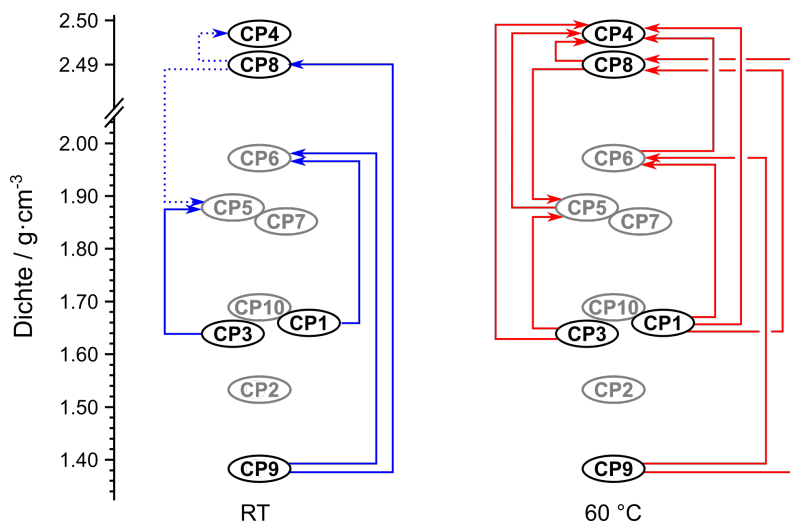 2.50
2.49
2.00
1.90
1.80
1.70
1.60
1.50
1.40
Dichte / g·cm⁻³
CP4
CP8
CP6
CP5
CP7
CP10
CP1
CP3
CP2
CP9
RT
CP4
CP8
CP6
CP5
CP7
CP10
CP1
CP3
CP2
CP9
60 °C